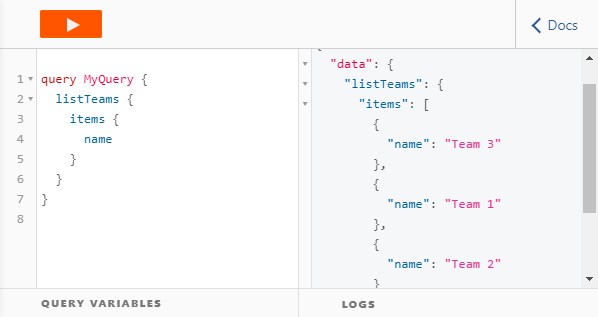 Docs
1 query MyQuery {
2 listTeams {
3 items {
4 name
5 }
6 }
7 }
8
"data": {
"listTeams": {
"items": [
{
"name": "Team 3"
},
{
"name": "Team 1"
},
{
"name": "Team 2"
}
QUERY VARIABLES
LOGS